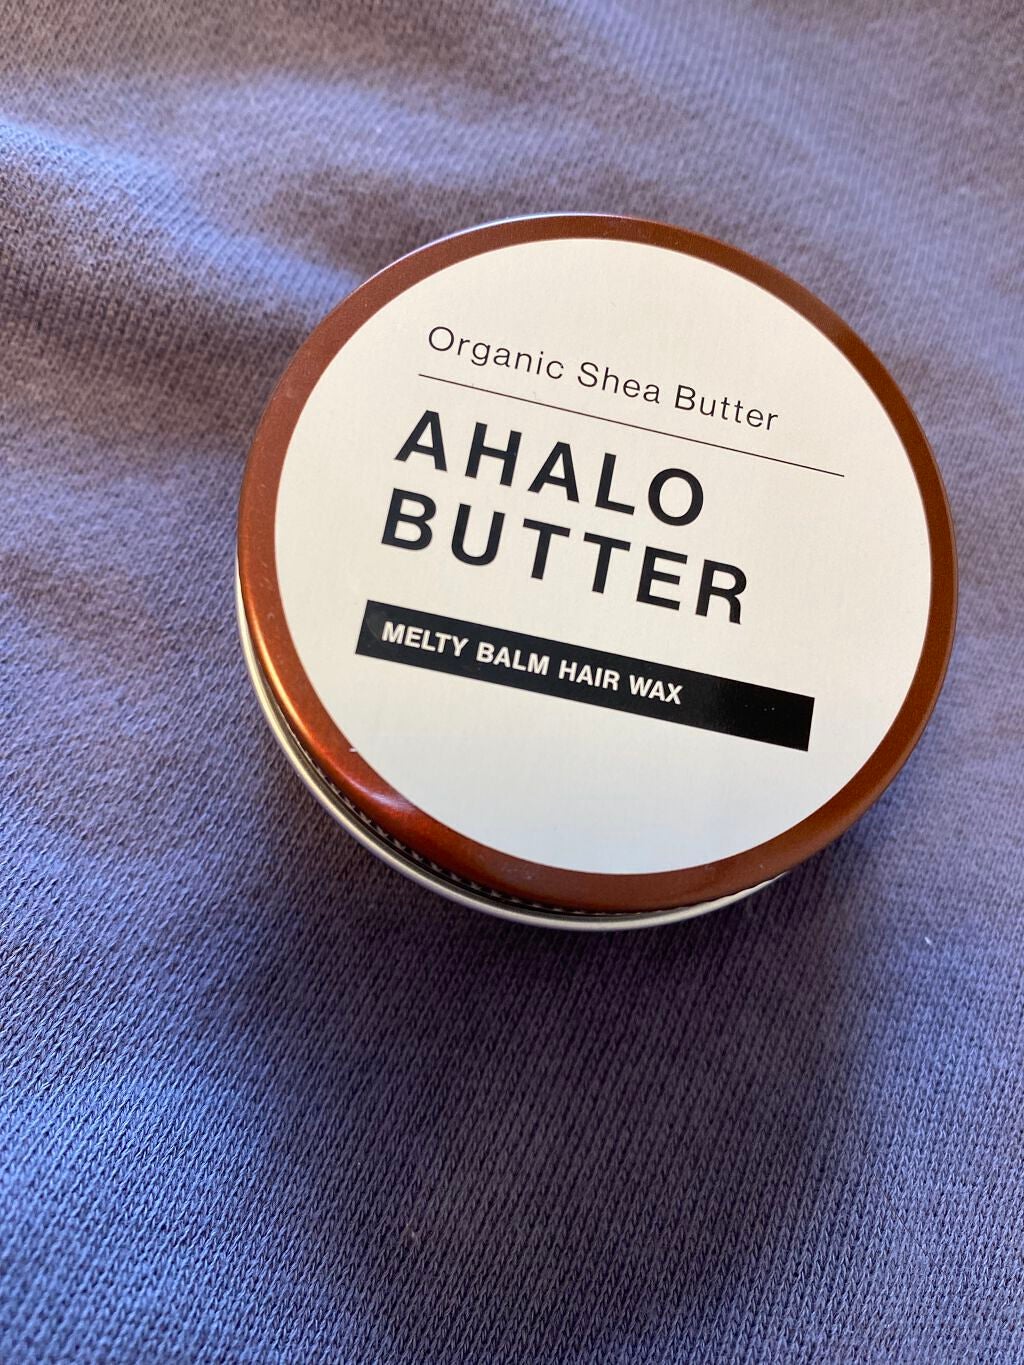 Organic Shea Butter
AHALO
BUTTER
MELTY BALM HAIR WAX